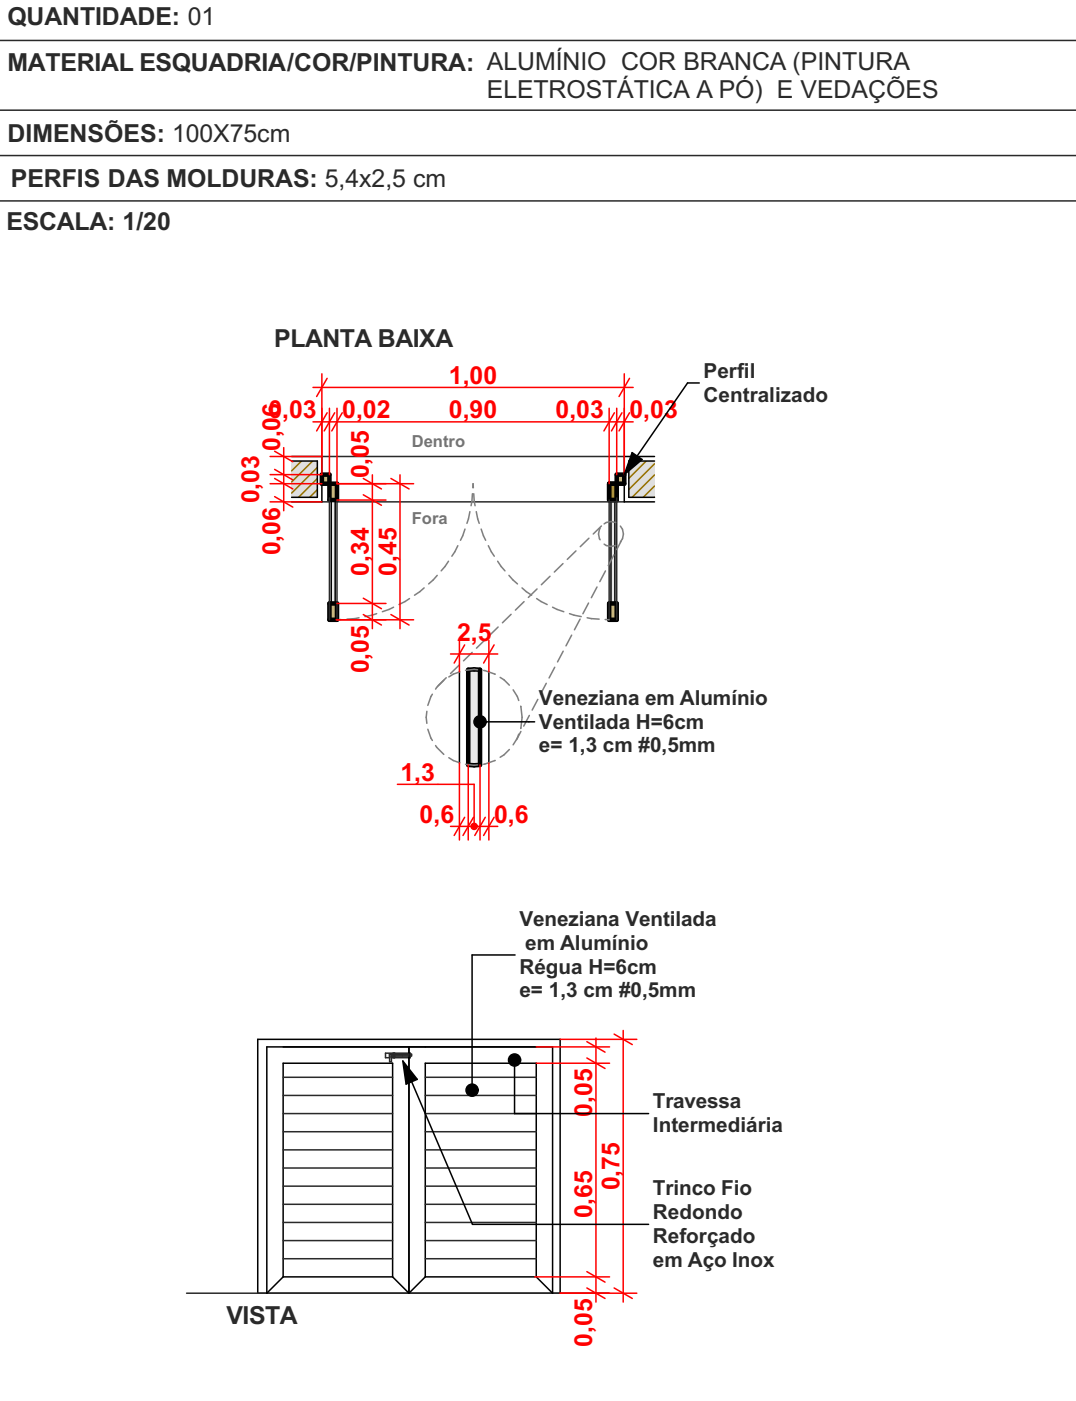 QUANTIDADE: 01
MATERIAL ESQUADRIA/COR/PINTURA: ALUMÍNIO COR BRANCA (PINTURA
ELETROSTÁTICA A PÓ) E VEDAÇÕES
DIMENSÕES: 100X75cm
PERFIS DAS MOLDURAS: 5,4x2,5 cm
ESCALA: 1/20
PLANTA BAIXA
1,00
Perfil
Centralizado
0,03
0,02
0,90
0,03
0,03
0,06
0,05
Dentro
0,03
0,06
Fora
0,34
0,45
0,05
2,5
Veneziana em Alumínio
Ventilada H=6cm
e= 1,3 cm #0,5mm
1,3
0,6
0,6
Veneziana Ventilada
em Alumínio
Régua H=6cm
e= 1,3 cm #0,5mm
0,05
Travessa
Intermediária
0,75
0,65
Trinco Fio
Redondo
Reforçado
em Aço Inox
0,05
VISTA